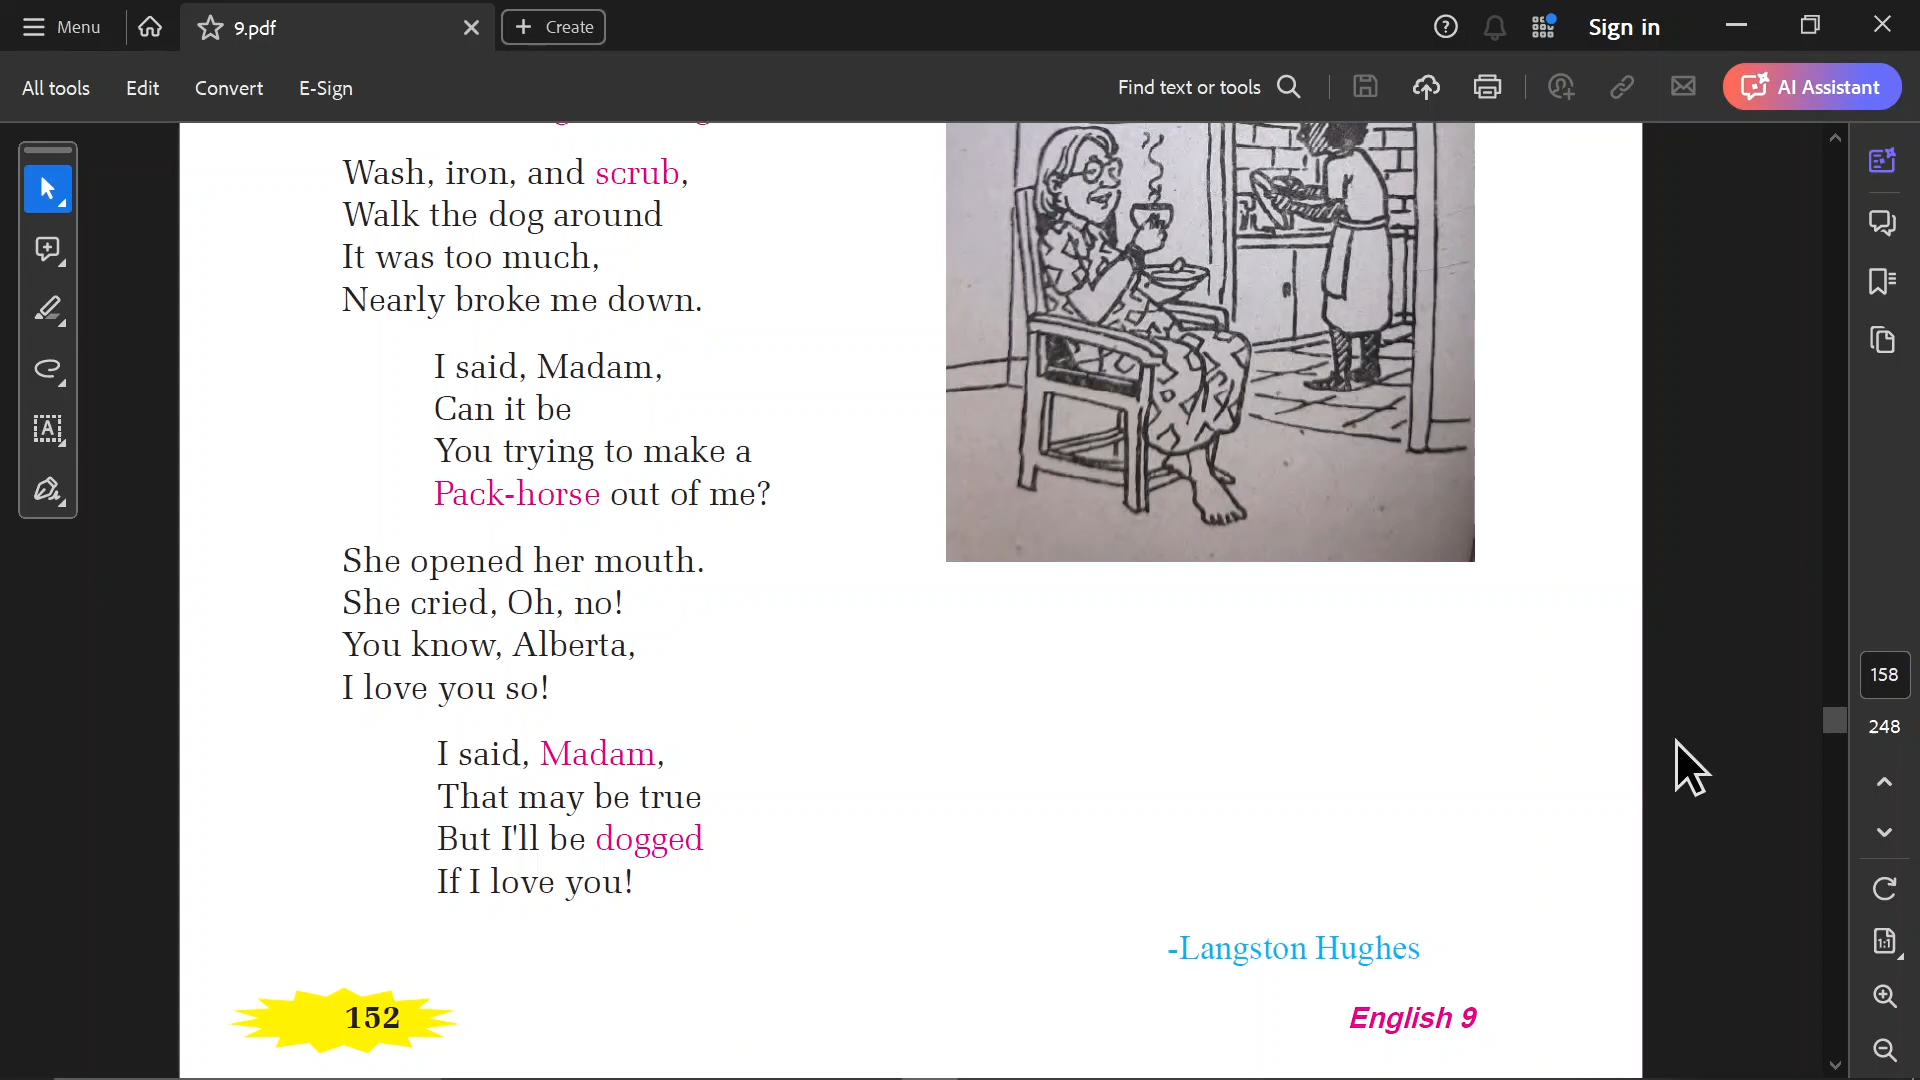 Menu
9.pdf
Create
Sign in
All tools
Edit
Convert
E-Sign
Find text or tools
AI Assistant
Wash, iron, and scrub,
Walk the dog around
It was too much,
Nearly broke me down.
I said, Madam,
Can it be
You trying to make a
Pack-horse out of me?
She opened her mouth.
She cried, Oh, no!
You know, Alberta,
I love you so!
I said, Madam,
That may be true
But I'll be dogged
If I love you!
-Langston Hughes
152
English 9
158
248